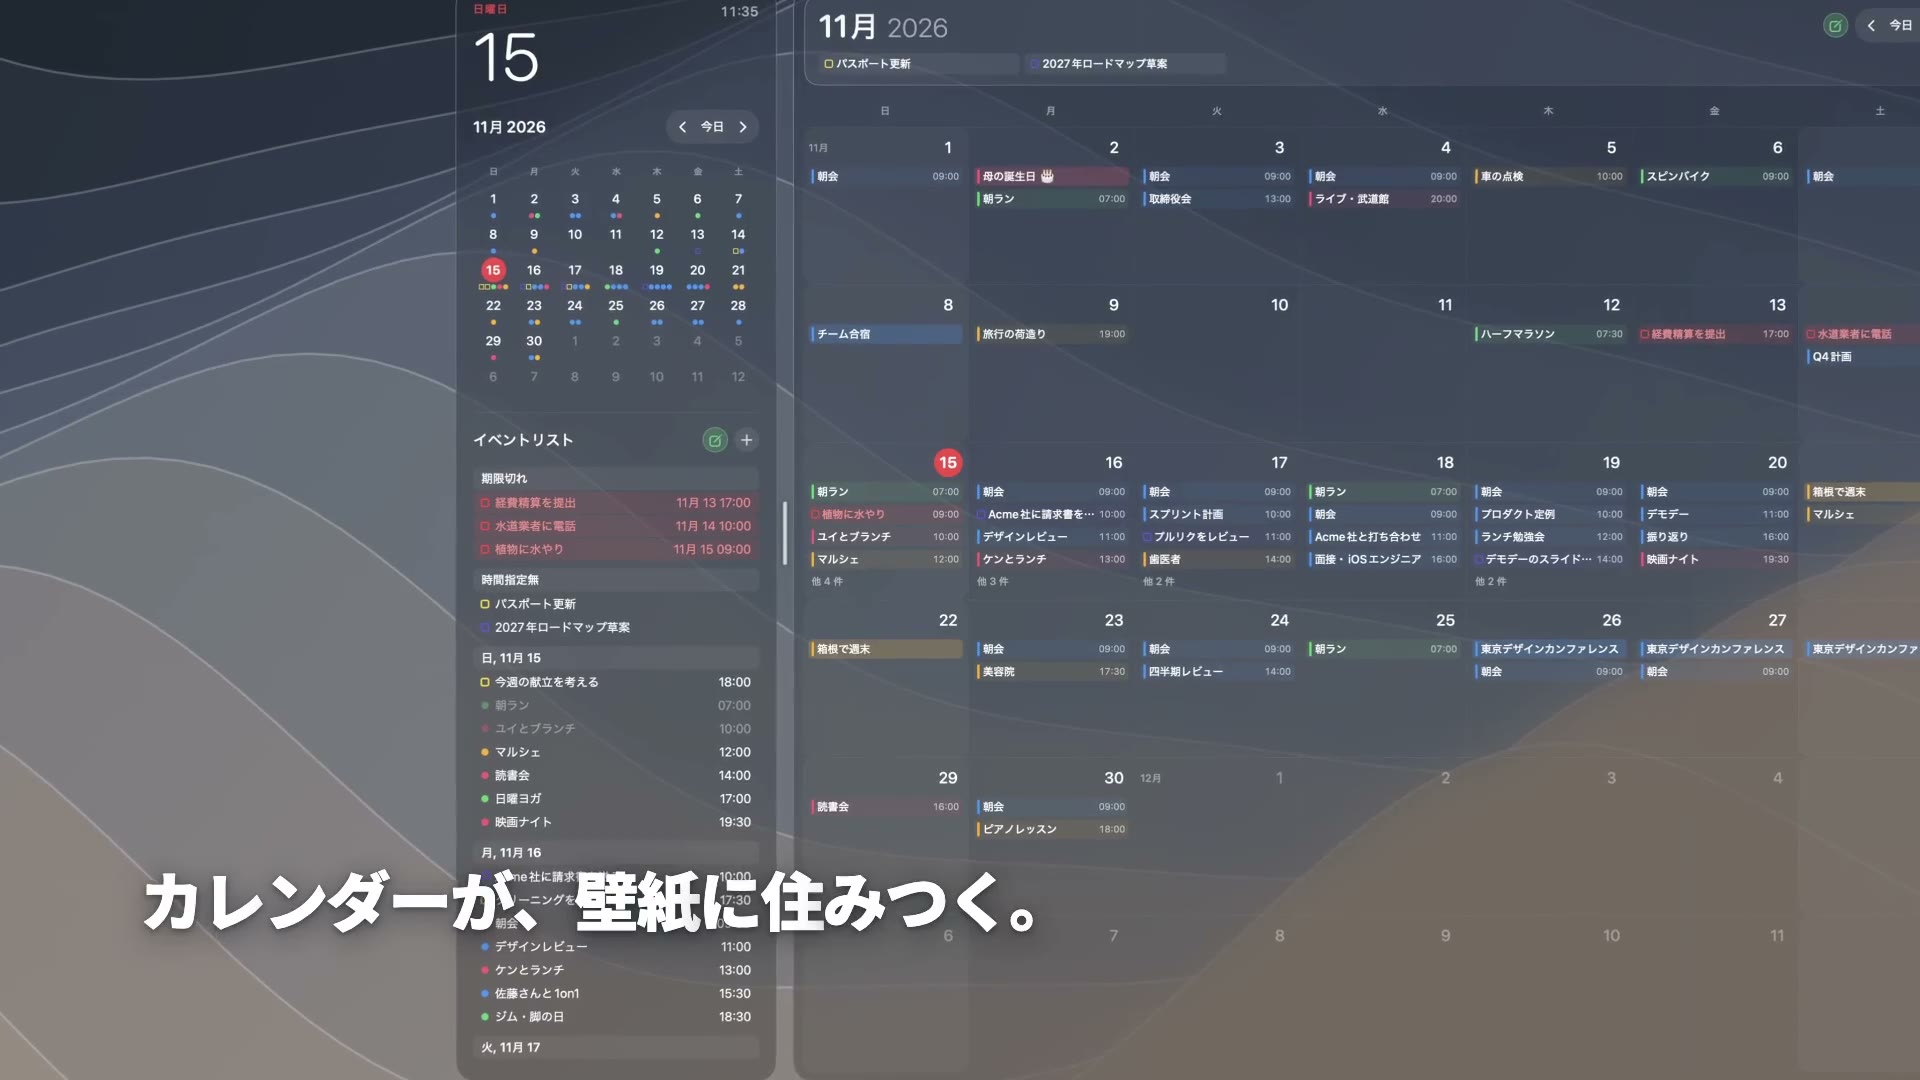 日曜日
11:35
15
11月 2026
今日
日 月 火 水 木 金 土
1 2 3 4 5 6 7
8 9 10 11 12 13 14
15 16 17 18 19 20 21
22 23 24 25 26 27 28
29 30 1 2 3 4 5
6 7 8 9 10 11 12
イベントリスト
期限切れ
経費精算を提出 11月 13 17:00
水道業者に電話 11月 14 10:00
植物に水やり 11月 15 09:00
時間指定無
パスポート更新
2027年ロードマップ草案
日, 11月 15
今週の献立を考える 18:00
朝ラン 07:00
ユイとブランチ 10:00
マルシェ 12:00
読書会 14:00
日曜ヨガ 17:00
映画ナイト 19:30
月, 11月 16
me社に請求書 10:00
リーニングを 17:30
朝会
デザインレビュー 11:00
ケンとランチ 13:00
佐藤さんと1on1 15:30
ジム・脚の日 18:30
火, 11月 17
11月 2026
今日
パスポート更新 2027年ロードマップ草案
日 月 火 水 木 金 土
11月 1 2 3 4 5 6
朝会 09:00 母の誕生日🎂 朝会 09:00 朝会 09:00 車の点検 10:00 スピンバイク 09:00 朝会
朝ラン 07:00 取締役会 13:00 ライブ・武道館 20:00
8 9 10 11 12 13
チーム合宿 旅行の荷造り 19:00 ハーフマラソン 07:30 経費精算を提出 17:00 水道業者に電話
Q4計画
15 16 17 18 19 20
朝ラン 07:00 朝会 09:00 朝会 09:00 朝ラン 07:00 朝会 09:00 朝会 09:00 箱根で週末
植物に水やり 09:00 Acme社に請求書を… 10:00 スプリント計画 10:00 朝会 09:00 プロダクト定例 10:00 デモデー 11:00 マルシェ
ユイとブランチ 10:00 デザインレビュー 11:00 プルリクをレビュー 11:00 Acme社と打ち合わせ 11:00 ランチ勉強会 12:00 振り返り 16:00
マルシェ 12:00 ケンとランチ 13:00 歯医者 14:00 面接・iOSエンジニア 16:00 デモデーのスライド… 14:00 映画ナイト 19:30
他 4 件 他 3 件 他 2 件 他 2 件
22 23 24 25 26 27
箱根で週末 朝会 09:00 朝会 09:00 朝ラン 07:00 東京デザインカンファレンス 東京デザインカンファレンス 東京デザインカンファ
美容院 17:30 四半期レビュー 14:00 朝会 09:00 朝会 09:00
29 30 12月 1 2 3 4
読書会 16:00 朝会 09:00
ピアノレッスン 18:00
6 7 8 9 10 11
カレンダーが、壁紙に住みつく。